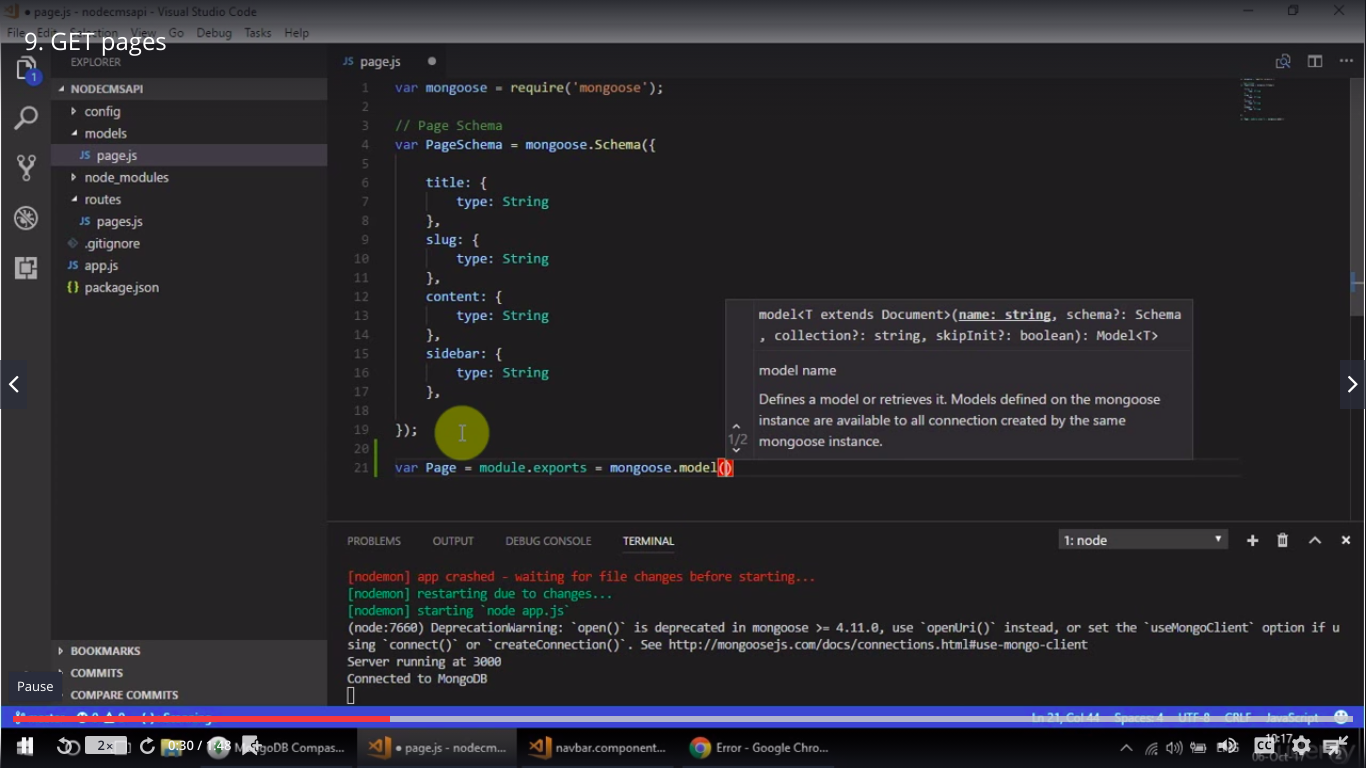 ● page.js - nodecmsapi - Visual Studio Code
File Edit Selection View Go Debug Tasks Help
9. GET pages
EXPLORER
JS page.js ●
1
NODECMSAPI
config
models
JS page.js
node_modules
routes
JS pages.js
.gitignore
JS app.js
{} package.json
1 var mongoose = require('mongoose');
2
3 // Page Schema
4 var PageSchema = mongoose.Schema({
5
6 title: {
7 type: String
8 },
9 slug: {
10 type: String
11 },
12 content: {
13 type: String
14 },
15 sidebar: {
16 type: String
17 },
18
19 });
20
21 var Page = module.exports = mongoose.model()
model<T extends Document>(name: string, schema?: Schema
, collection?: string, skipInit?: boolean): Model<T>
model name
Defines a model or retrieves it. Models defined on the mongoose
instance are available to all connection created by the same
mongoose instance.
1/2
PROBLEMS OUTPUT DEBUG CONSOLE TERMINAL 1: node
[nodemon] app crashed - waiting for file changes before starting...
[nodemon] restarting due to changes...
[nodemon] starting `node app.js`
(node:7660) DeprecationWarning: `open()` is deprecated in mongoose >= 4.11.0, use `openUri()` instead, or set the `useMongoClient` option if u
sing `connect()` or `createConnection()`. See http://mongoosejs.com/docs/connections.html#use-mongo-client
Server running at 3000
Connected to MongoDB
BOOKMARKS
COMMITS
COMPARE COMMITS
Pause
Ln 21, Col 44 Spaces: 4 UTF-8 CRLF JavaScript
2x 0:30 / 1:48
MongoDB Compas...
● page.js - nodecm...
navbar.component...
Error - Google Chro...
CC
10:17
06-Oct-17